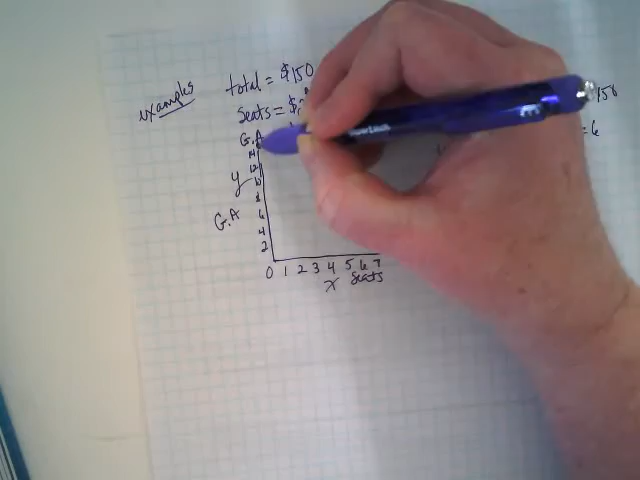 examples
total = $150
Seats = $
150
G.A
= 6
14
12
y 10
8
G.A 6
4
2
0 1 2 3 4 5 6 7
x Seats